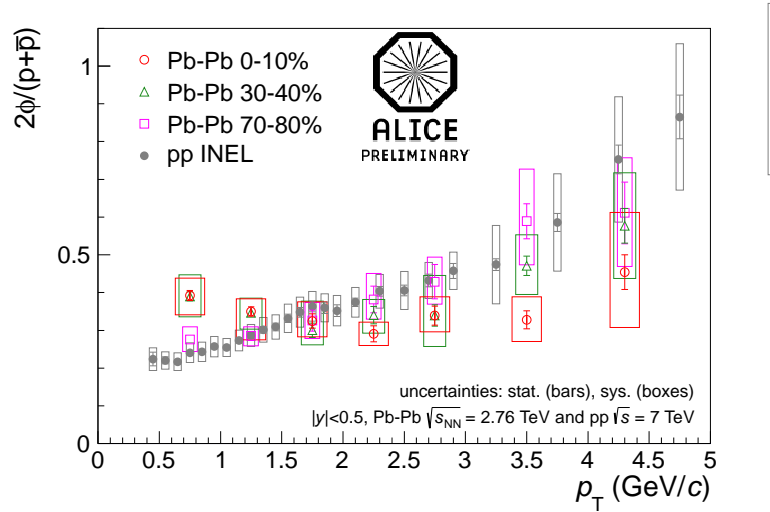 2ϕ/(p+p̅)
1
0.5
0
Pb-Pb 0-10%
Pb-Pb 30-40%
Pb-Pb 70-80%
pp INEL
ALICE
PRELIMINARY
uncertainties: stat. (bars), sys. (boxes)
|y|<0.5, Pb-Pb √s_NN = 2.76 TeV and pp √s = 7 TeV
0 0.5 1 1.5 2 2.5 3 3.5 4 4.5 5
p_T (GeV/c)